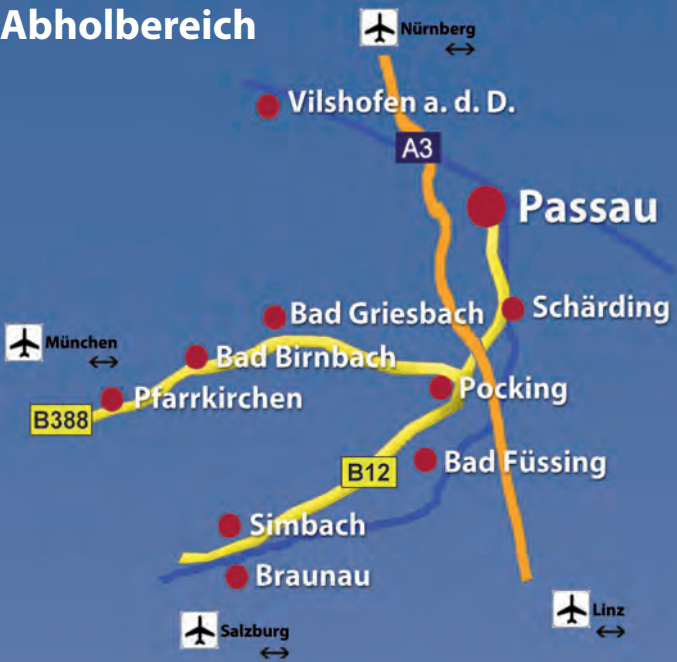 Abholbereich
Nürnberg
Vilshofen a. d. D.
A3
Passau
Bad Griesbach
Schärding
München
Bad Birnbach
Pfarrkirchen
Pocking
B388
B12
Bad Füssing
Simbach
Braunau
Linz
Salzburg